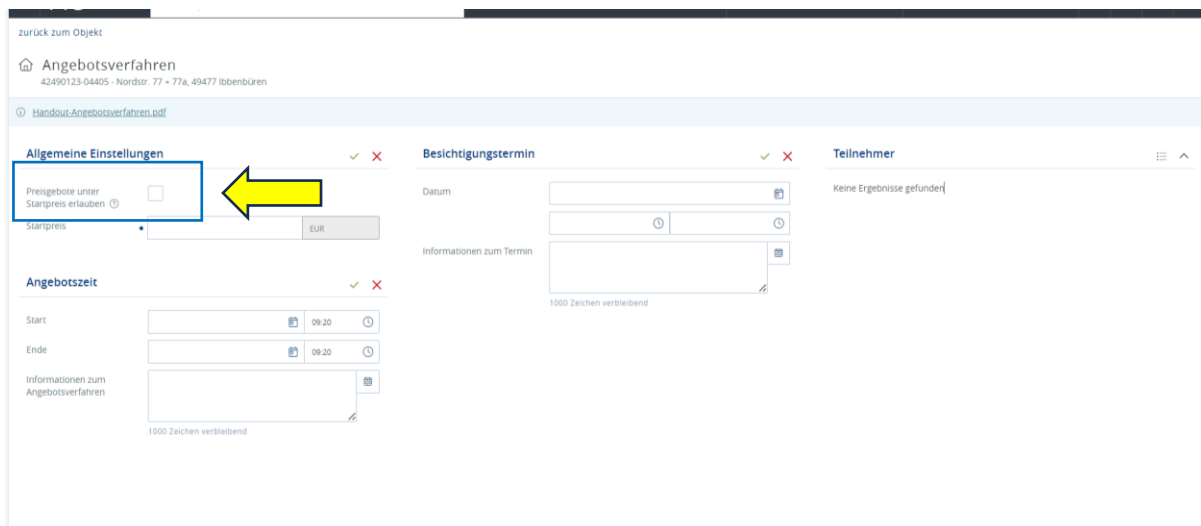 zurück zum Objekt
Angebotsverfahren
42490123-04405 - Nordstr. 77 + 77a, 49477 Ibbenbüren
Handout-Angebotsverfahren.pdf
Allgemeine Einstellungen
Preisgebote unter
Startpreis erlauben
Startpreis
EUR
Angebotszeit
Start
09:20
Ende
09:20
Informationen zum
Angebotsverfahren
1000 Zeichen verbleibend
Besichtigungstermin
Datum
Informationen zum Termin
1000 Zeichen verbleibend
Teilnehmer
Keine Ergebnisse gefunden